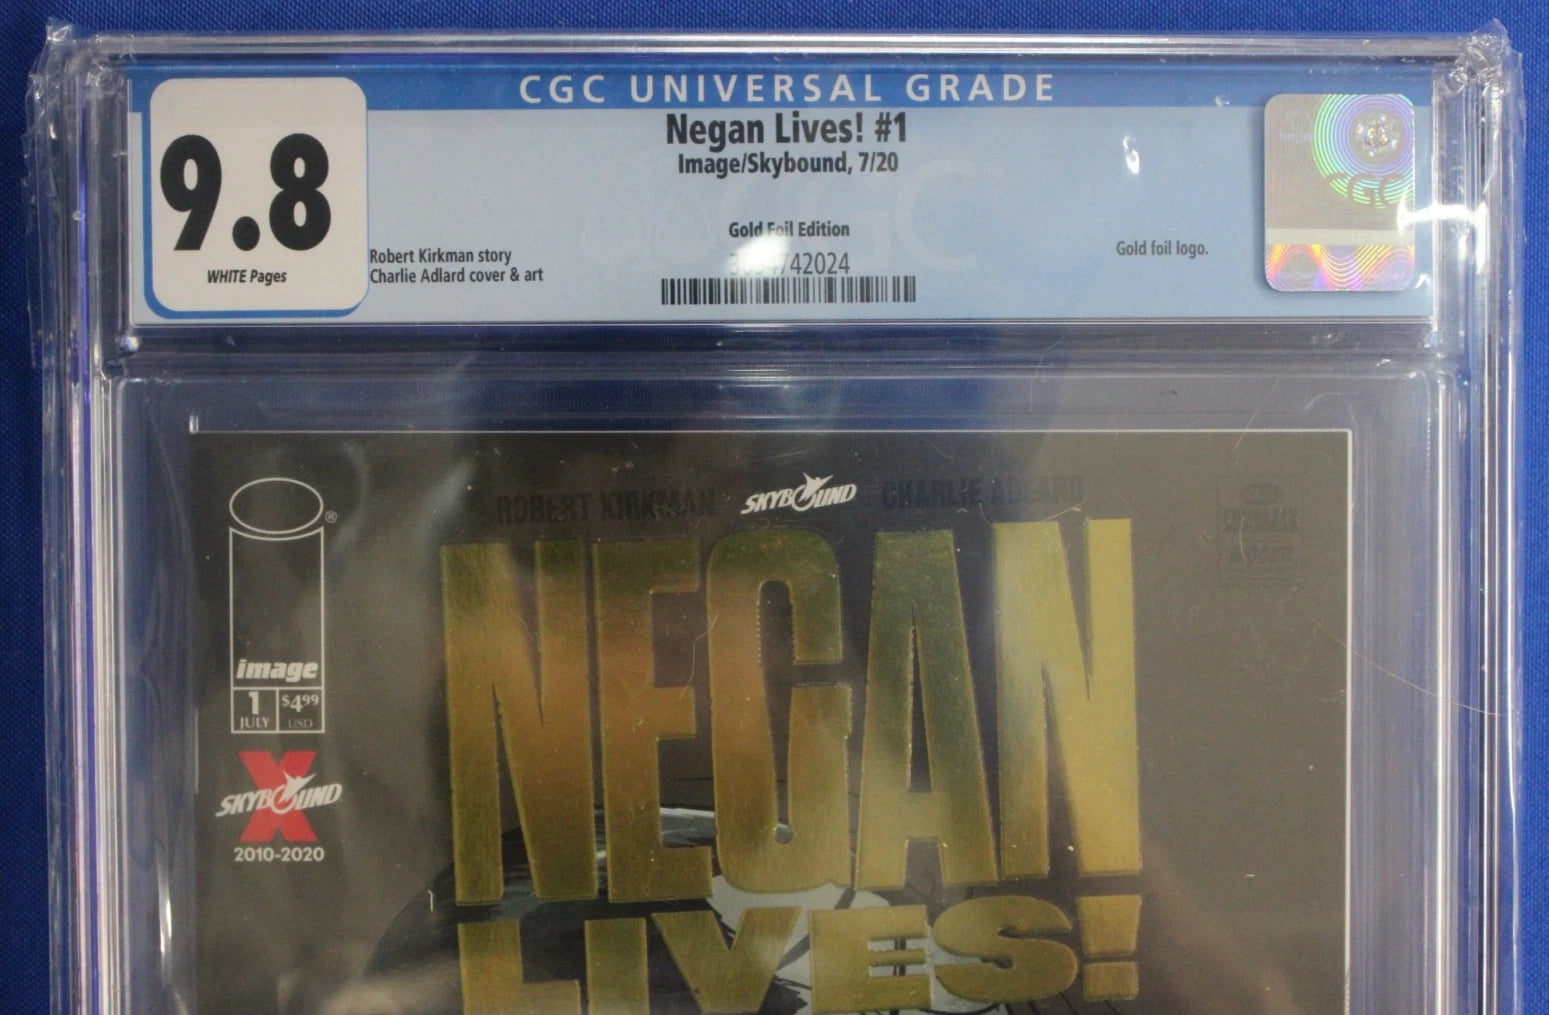 CGC UNIVERSAL GRADE
9.8
WHITE Pages
Negan Lives! #1
Image/Skybound, 7/20
Gold Foil Edition
Robert Kirkman story
Charlie Adlard cover & art
Gold foil logo.
CGC
ROBERT KIRKMAN
SKYBOUND
CHARLIE ADLARD
NEGAN
LIVES!
®
image
1
JULY
$4.99
USD
X
SKYBOUND
2010-2020